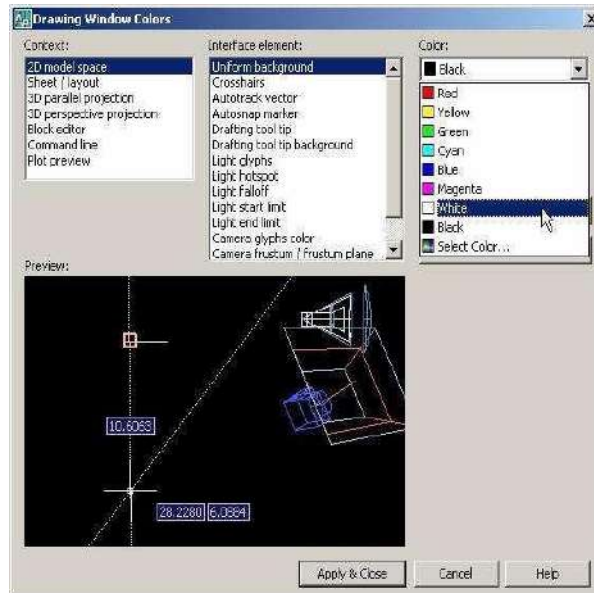 Drawing Window Colors
Context:
2D model space
Sheet / layout
3D parallel projection
3D perspective projection
Block editor
Command line
Plot preview
Interface element:
Uniform background
Crosshairs
Autotrack vector
Autosnap marker
Drafting tool tip
Drafting tool tip background
Light glyphs
Light hotspot
Light falloff
Light start limit
Light end limit
Camera glyphs color
Camera frustum / frustum plane
Color:
Black
Red
Yellow
Green
Cyan
Blue
Magenta
White
Black
Select Color...
Preview:
10.6063
28.2280 6.0884
Apply & Close
Cancel
Help